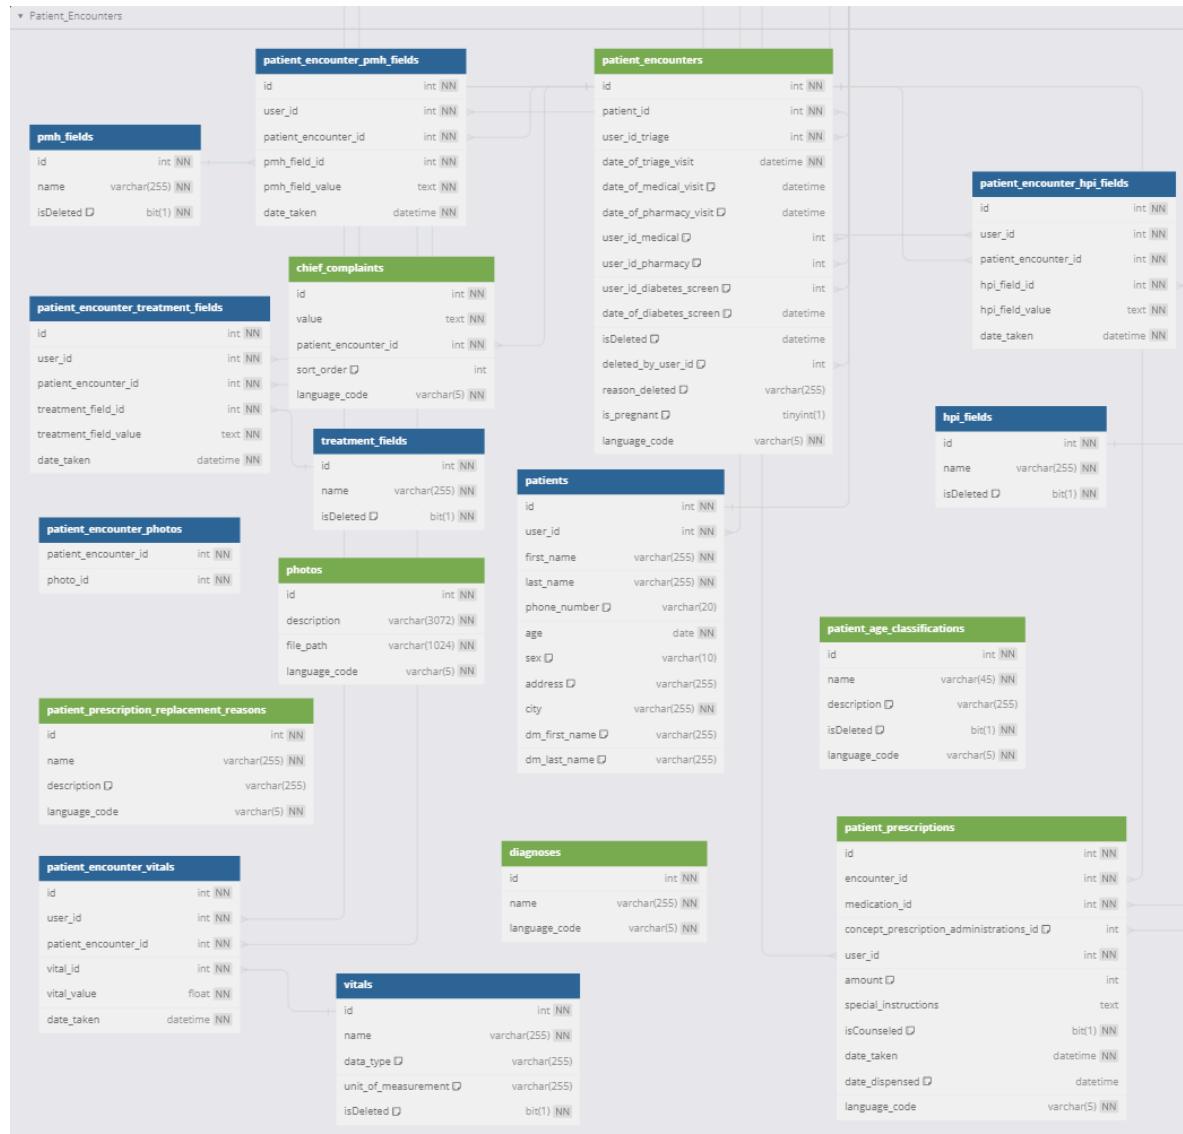 Patient_Encounters
patient_encounter_pmh_fields
id int NN
user_id int NN
patient_encounter_id int NN
pmh_field_id int NN
pmh_field_value text NN
date_taken datetime NN
patient_encounters
id int NN
patient_id int NN
user_id_triage int NN
date_of_triage_visit datetime NN
date_of_medical_visit datetime
date_of_pharmacy_visit datetime
user_id_medical int
user_id_pharmacy int
user_id_diabetes_screen int
date_of_diabetes_screen datetime
isDeleted datetime
deleted_by_user_id int
reason_deleted varchar(255)
is_pregnant tinyint(1)
language_code varchar(5) NN
pmh_fields
id int NN
name varchar(255) NN
isDeleted bit(1) NN
patient_encounter_hpi_fields
id int NN
user_id int NN
patient_encounter_id int NN
hpi_field_id int NN
hpi_field_value text NN
date_taken datetime NN
chief_complaints
id int NN
value text NN
patient_encounter_id int NN
sort_order int
language_code varchar(5) NN
patient_encounter_treatment_fields
id int NN
user_id int NN
patient_encounter_id int NN
treatment_field_id int NN
treatment_field_value text NN
date_taken datetime NN
hpi_fields
id int NN
name varchar(255) NN
isDeleted bit(1) NN
treatment_fields
id int NN
name varchar(255) NN
isDeleted bit(1) NN
patients
id int NN
user_id int NN
first_name varchar(255) NN
last_name varchar(255) NN
phone_number varchar(20)
age date NN
sex varchar(10)
address varchar(255)
city varchar(255) NN
dm_first_name varchar(255)
dm_last_name varchar(255)
patient_encounter_photos
patient_encounter_id int NN
photo_id int NN
photos
id int NN
description varchar(3072) NN
file_path varchar(1024) NN
language_code varchar(5) NN
patient_age_classifications
id int NN
name varchar(45) NN
description varchar(255)
isDeleted bit(1) NN
language_code varchar(5) NN
patient_prescription_replacement_reasons
id int NN
name varchar(255) NN
description varchar(255)
language_code varchar(5) NN
patient_prescriptions
id int NN
encounter_id int NN
medication_id int NN
concept_prescription_administrations_id int
user_id int NN
amount int
special_instructions text
isCounseled bit(1) NN
date_taken datetime NN
date_dispensed datetime
language_code varchar(5) NN
diagnoses
id int NN
name varchar(255) NN
language_code varchar(5) NN
patient_encounter_vitals
id int NN
user_id int NN
patient_encounter_id int NN
vital_id int NN
vital_value float NN
date_taken datetime NN
vitals
id int NN
name varchar(255) NN
data_type varchar(255)
unit_of_measurement varchar(255)
isDeleted bit(1) NN